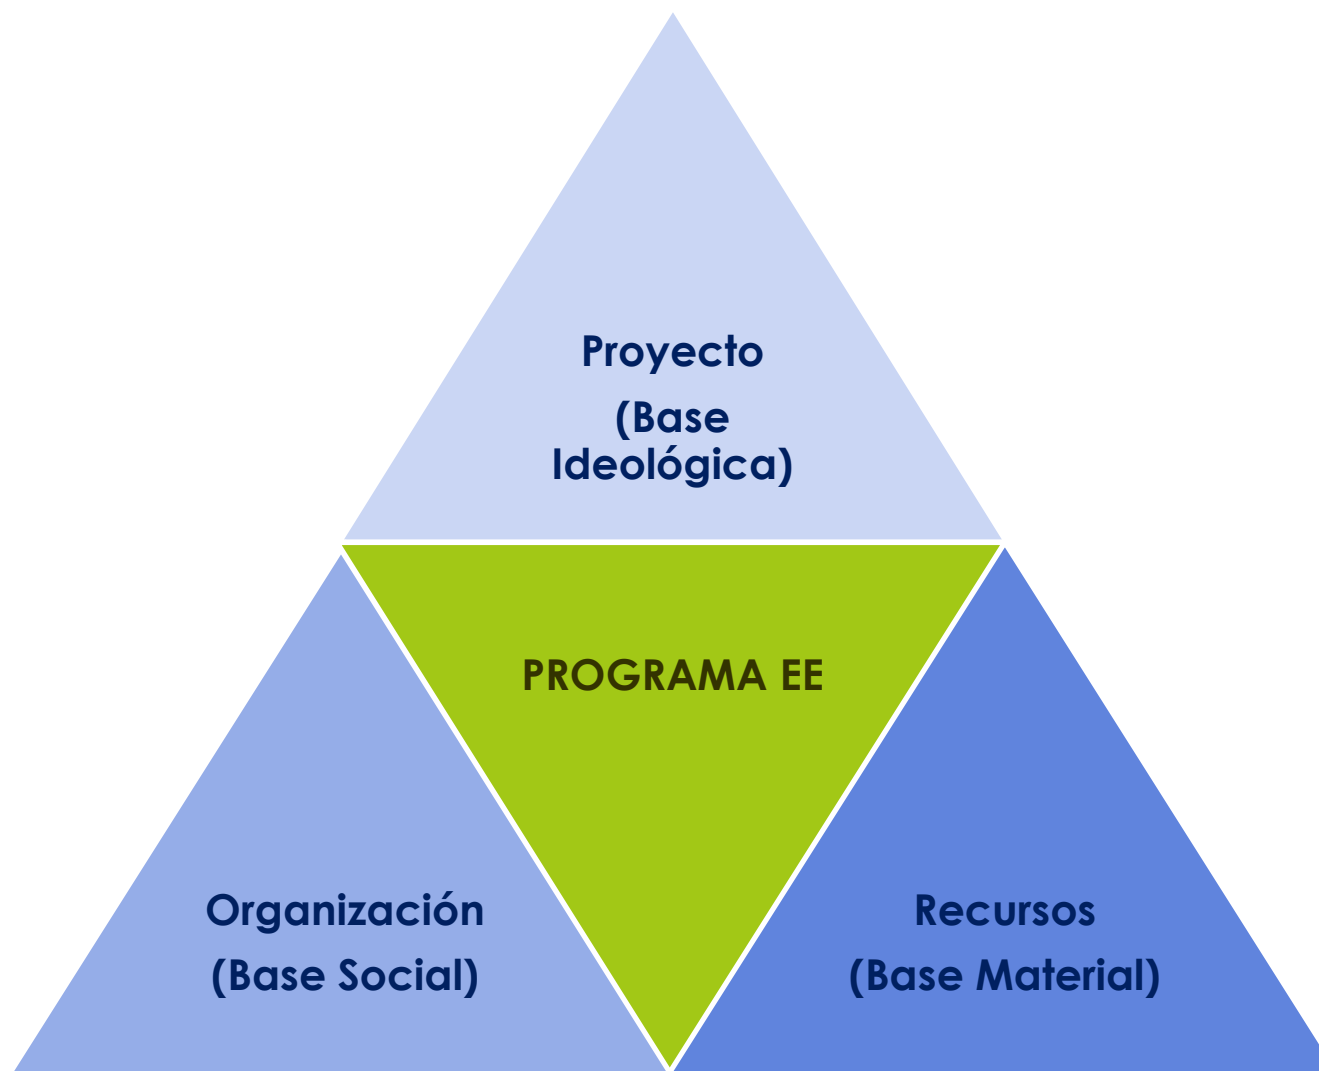 Proyecto
(Base
Ideológica)
PROGRAMA EE
Organización
(Base Social)
Recursos
(Base Material)